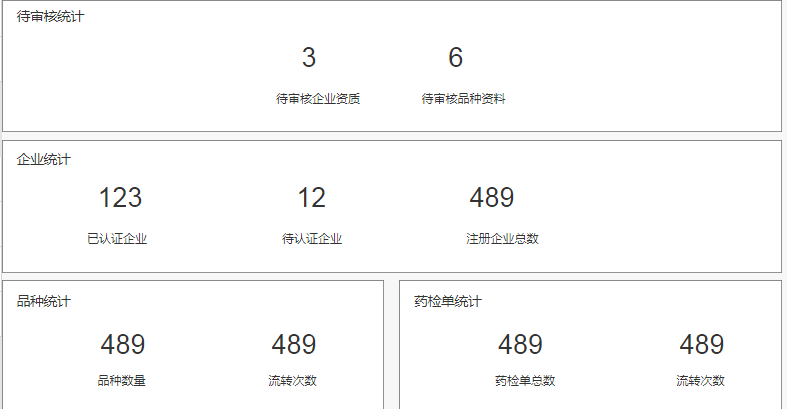 待审核统计
3 6
待审核企业资质 待审核品种资料
企业统计
123 12 489
已认证企业 待认证企业 注册企业总数
品种统计
489 489
品种数量 流转次数
药检单统计
489 489
药检单总数 流转次数